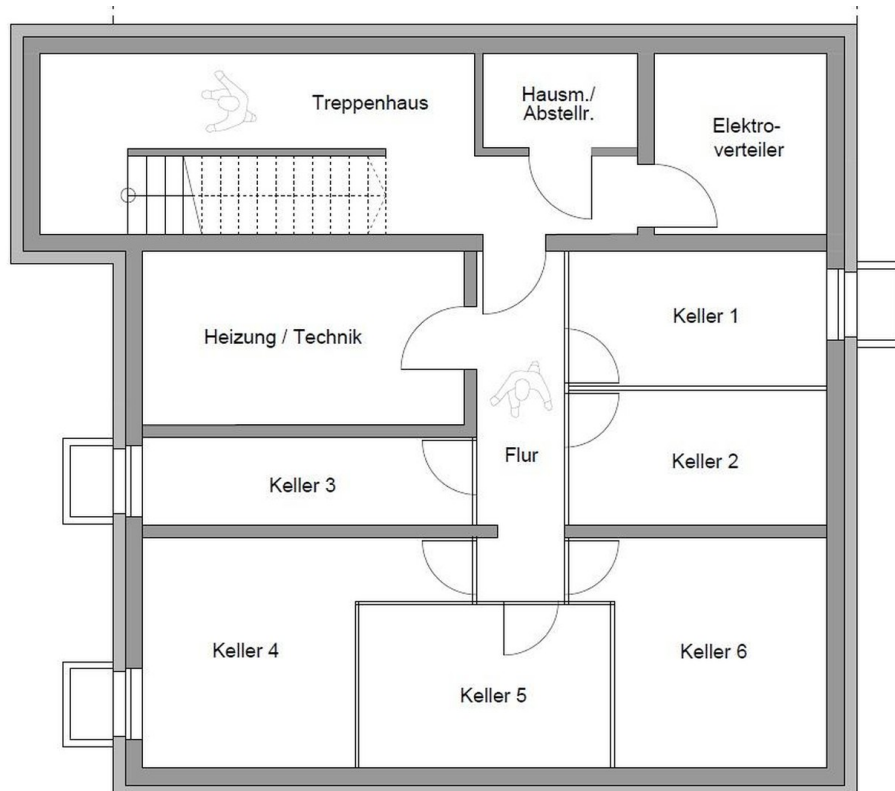 Treppenhaus
Hausm./
Abstellr.
Elektro-
verteiler
Heizung / Technik
Keller 1
Keller 3
Flur
Keller 2
Keller 4
Keller 5
Keller 6